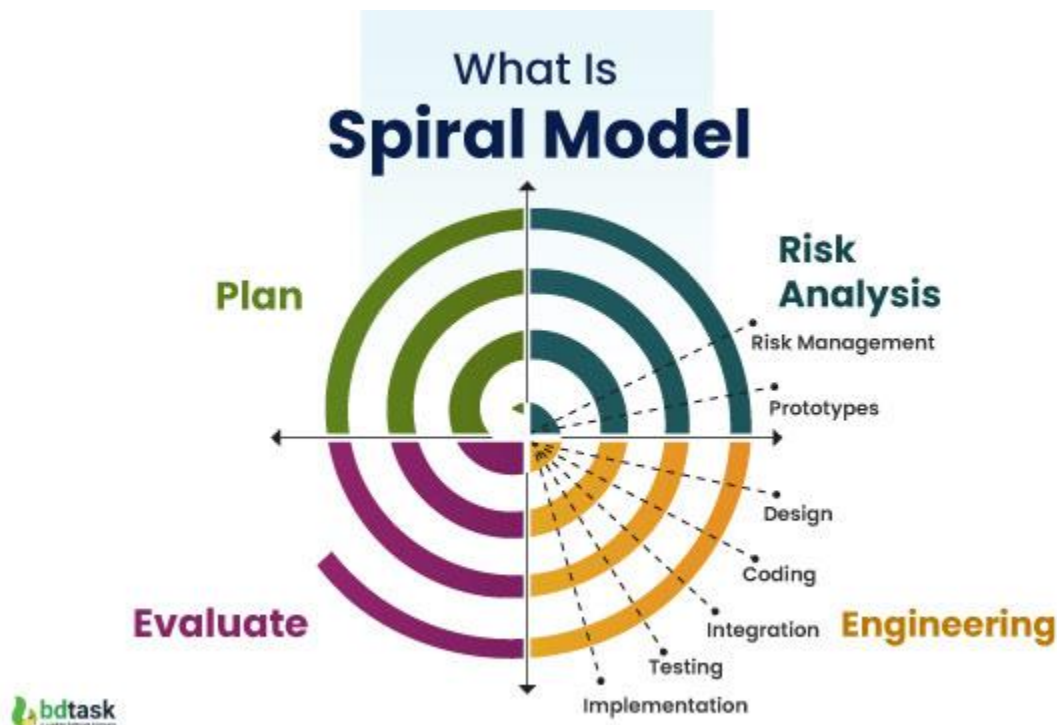 What Is
Spiral Model
Plan
Risk
Analysis
Risk Management
Prototypes
Design
Coding
Integration
Testing
Implementation
Engineering
Evaluate
bdtask